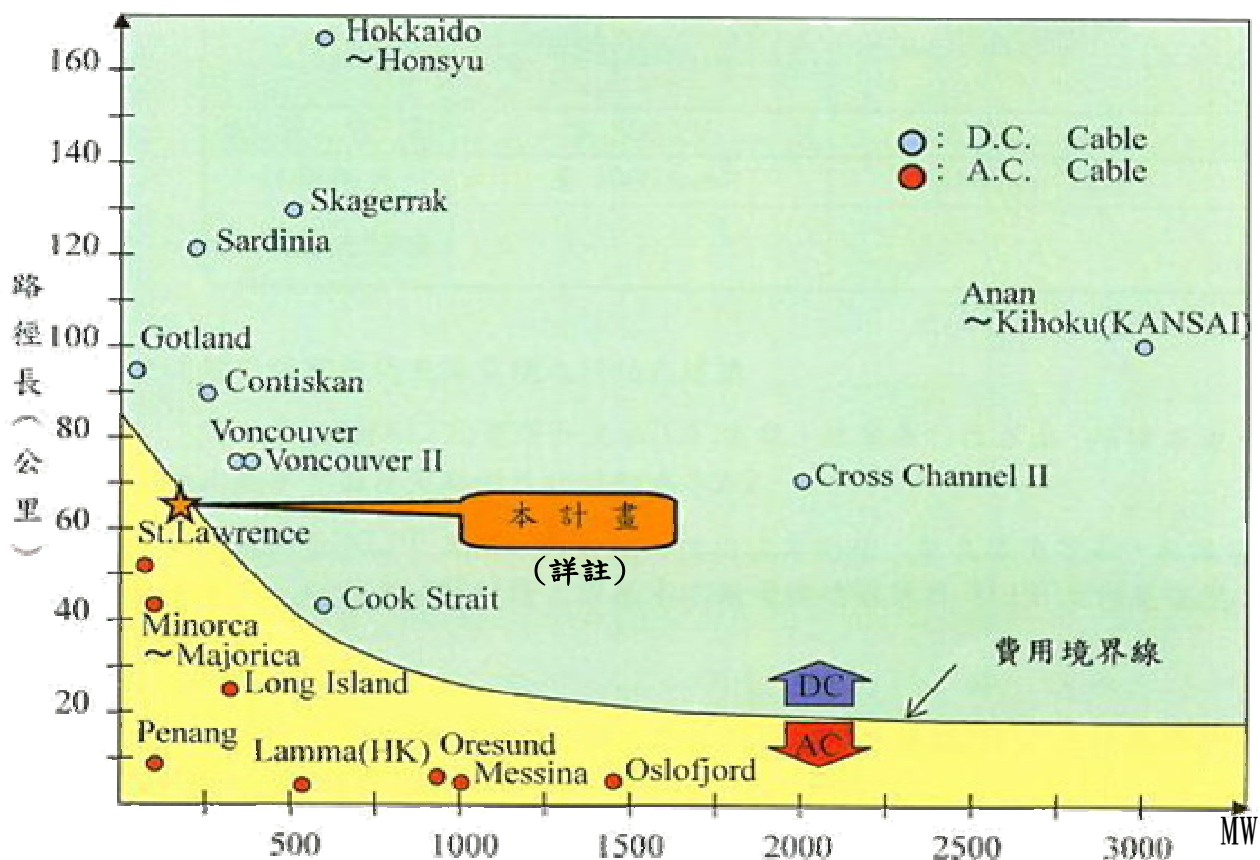 路徑長(公里)
160
140
120
100
80
60
40
20
Hokkaido
～Honsyu
: D.C. Cable
: A.C. Cable
Skagerrak
Sardinia
Anan
～Kihoku(KANSAI)
Gotland
Contiskan
Voncouver
Voncouver II
Cross Channel II
本計畫
(詳註)
St.Lawrence
Cook Strait
Minorca
～Majorica
費用境界線
Long Island
DC
AC
Penang
Lamma(HK)
Oresund
Messina
Oslofjord
500
1000
1500
2000
2500
3000
MW